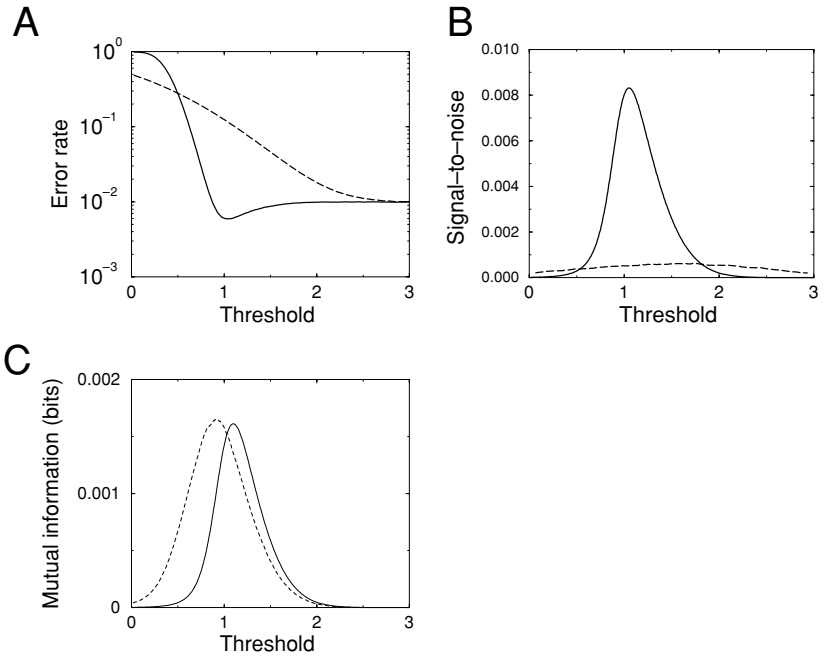 A
Error rate
10^0
10^-1
10^-2
10^-3
0 1 2 3
Threshold
B
Signal-to-noise
0.010
0.008
0.006
0.004
0.002
0.000
0 1 2 3
Threshold
C
Mutual information (bits)
0.002
0.001
0
0 1 2 3
Threshold